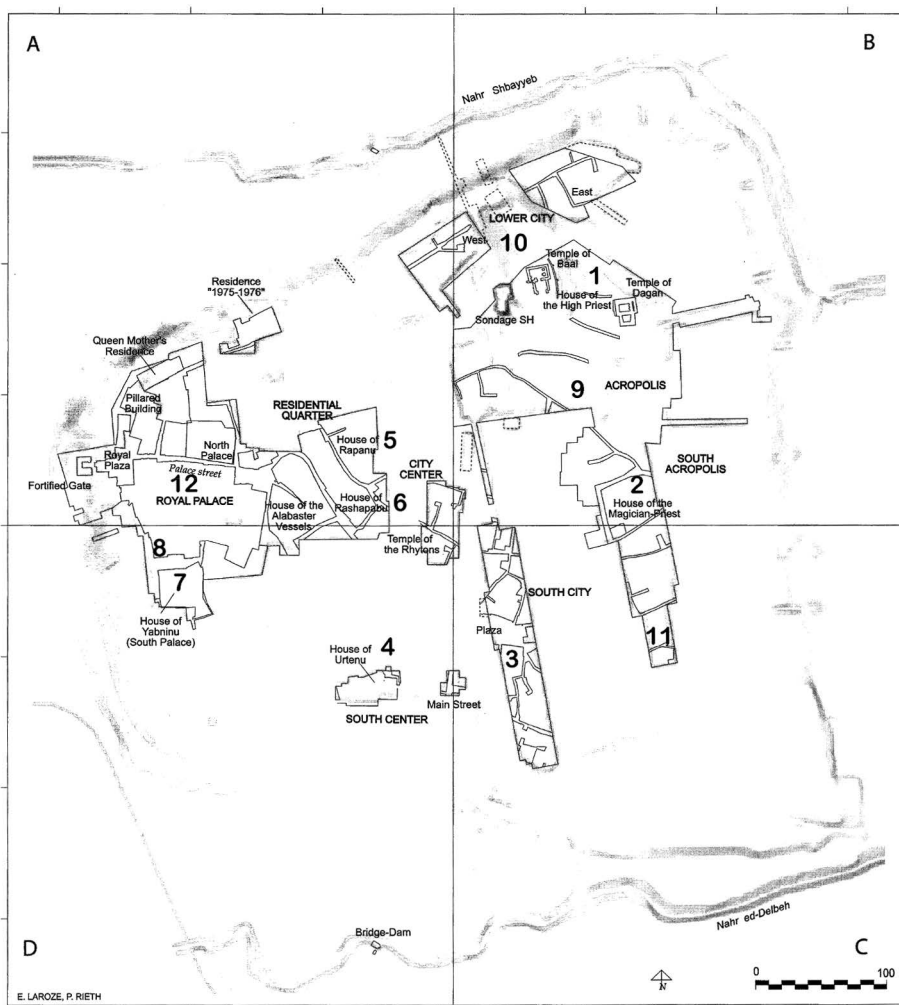 A
B
Nahr Shbayyeb
East
LOWER CITY
West
10
Temple of
Baal
1
Temple of
Dagan
House of
the High Priest
Sondage SH
Residence
"1975-1976"
Queen Mother's
Residence
Pillared
Building
RESIDENTIAL
QUARTER
9
ACROPOLIS
House of
Rapanu
5
CITY
CENTER
North
Palace
Royal
Plaza
Palace street
Fortified Gate
12
ROYAL PALACE
House of the
Alabaster
Vessels
House of
Rashapabu
6
SOUTH
ACROPOLIS
2
House of the
Magician-Priest
Temple of
the Rhytons
8
7
House of
Yabninu
(South Palace)
SOUTH CITY
Plaza
3
11
4
House of
Urtenu
Main Street
SOUTH CENTER
Nahr ed-Delbeh
D
Bridge-Dam
C
N
0
100
E. LAROZE, P. RIETH